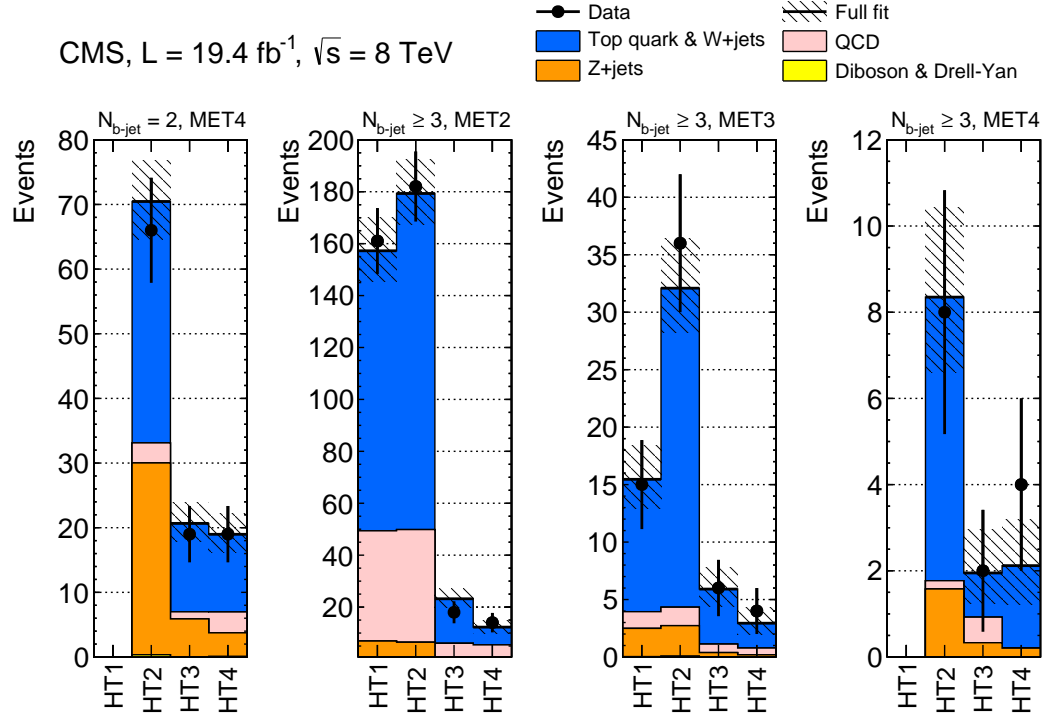 CMS, L = 19.4 fb⁻¹, √s = 8 TeV
Data
Top quark & W+jets
Z+jets
Full fit
QCD
Diboson & Drell-Yan
N_b-jet = 2, MET4
Events
80
70
60
50
40
30
20
10
0
HT1 HT2 HT3 HT4
N_b-jet ≥ 3, MET2
Events
200
180
160
140
120
100
80
60
40
20
HT1 HT2 HT3 HT4
N_b-jet ≥ 3, MET3
Events
45
40
35
30
25
20
15
10
5
0
HT1 HT2 HT3 HT4
N_b-jet ≥ 3, MET4
Events
12
10
8
6
4
2
0
HT1 HT2 HT3 HT4